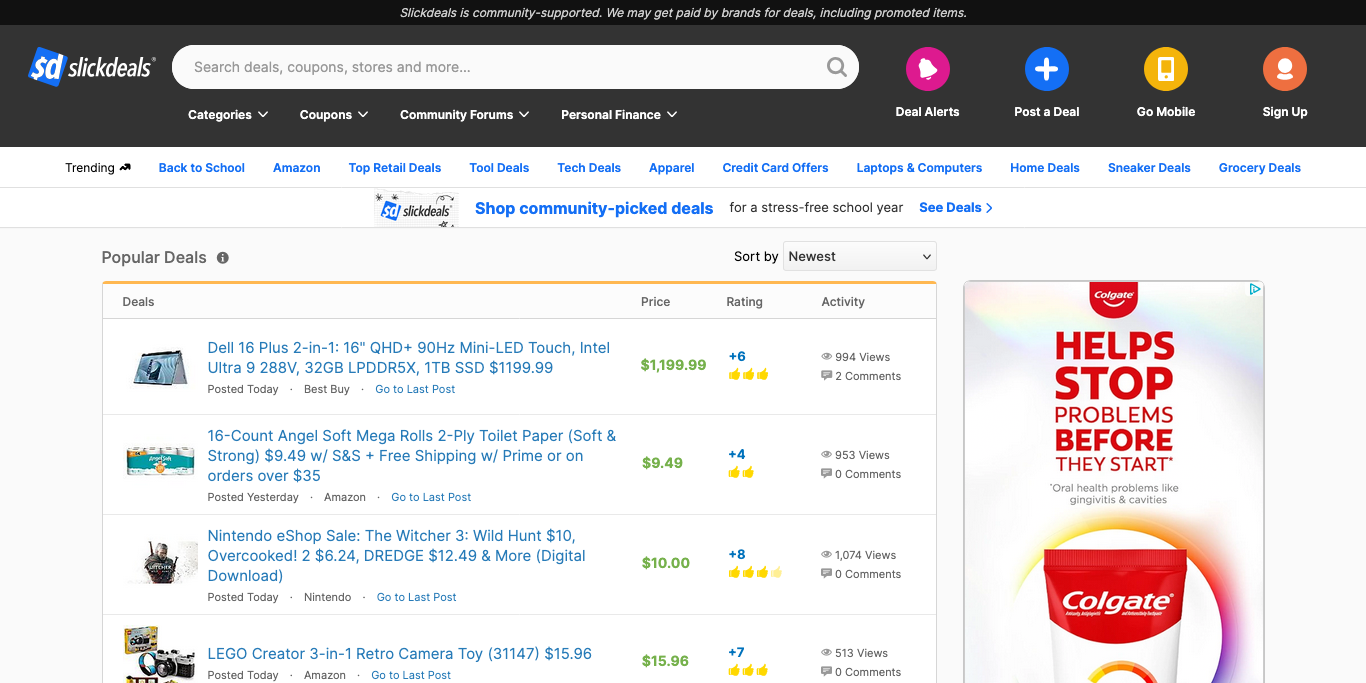 Slickdeals is community-supported. We may get paid by brands for deals, including promoted items.
sd slickdeals®
Search deals, coupons, stores and more...
Deal Alerts
Post a Deal
Go Mobile
Sign Up
Categories
Coupons
Community Forums
Personal Finance
Trending
Back to School
Amazon
Top Retail Deals
Tool Deals
Tech Deals
Apparel
Credit Card Offers
Laptops & Computers
Home Deals
Sneaker Deals
Grocery Deals
sd slickdeals
Shop community-picked deals for a stress-free school year See Deals
Popular Deals
Sort by Newest
Deals Price Rating Activity
Dell 16 Plus 2-in-1: 16" QHD+ 90Hz Mini-LED Touch, Intel
Ultra 9 288V, 32GB LPDDR5X, 1TB SSD $1199.99
Posted Today · Best Buy · Go to Last Post
$1,199.99
+6
994 Views
2 Comments
Angel Soft
16-Count Angel Soft Mega Rolls 2-Ply Toilet Paper (Soft &
Strong) $9.49 w/ S&S + Free Shipping w/ Prime or on
orders over $35
Posted Yesterday · Amazon · Go to Last Post
$9.49
+4
953 Views
0 Comments
WITCHER
Nintendo eShop Sale: The Witcher 3: Wild Hunt $10,
Overcooked! 2 $6.24, DREDGE $12.49 & More (Digital
Download)
Posted Today · Nintendo · Go to Last Post
$10.00
+8
1,074 Views
0 Comments
LEGO Creator 3-in-1 Retro Camera Toy (31147) $15.96
Posted Today · Amazon · Go to Last Post
$15.96
+7
513 Views
0 Comments
Colgate
HELPS
STOP
PROBLEMS
BEFORE
THEY START*
*Oral health problems like
gingivitis & cavities
Colgate